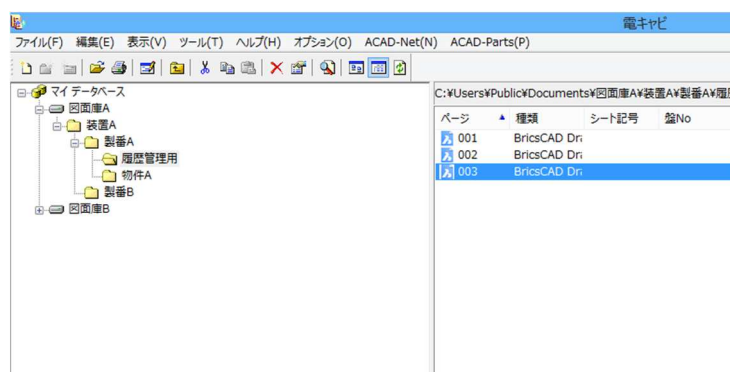 電キャビ
ファイル(F) 編集(E) 表示(V) ツール(T) ヘルプ(H) オプション(O) ACAD-Net(N) ACAD-Parts(P)
マイ データベース
図面庫A
装置A
製番A
履歴管理用
物件A
製番B
図面庫B
C:¥Users¥Public¥Documents¥図面庫A¥装置A¥製番A¥履
ページ 種類 シート記号 盤No
001 BricsCAD Dra
002 BricsCAD Dra
003 BricsCAD Dra